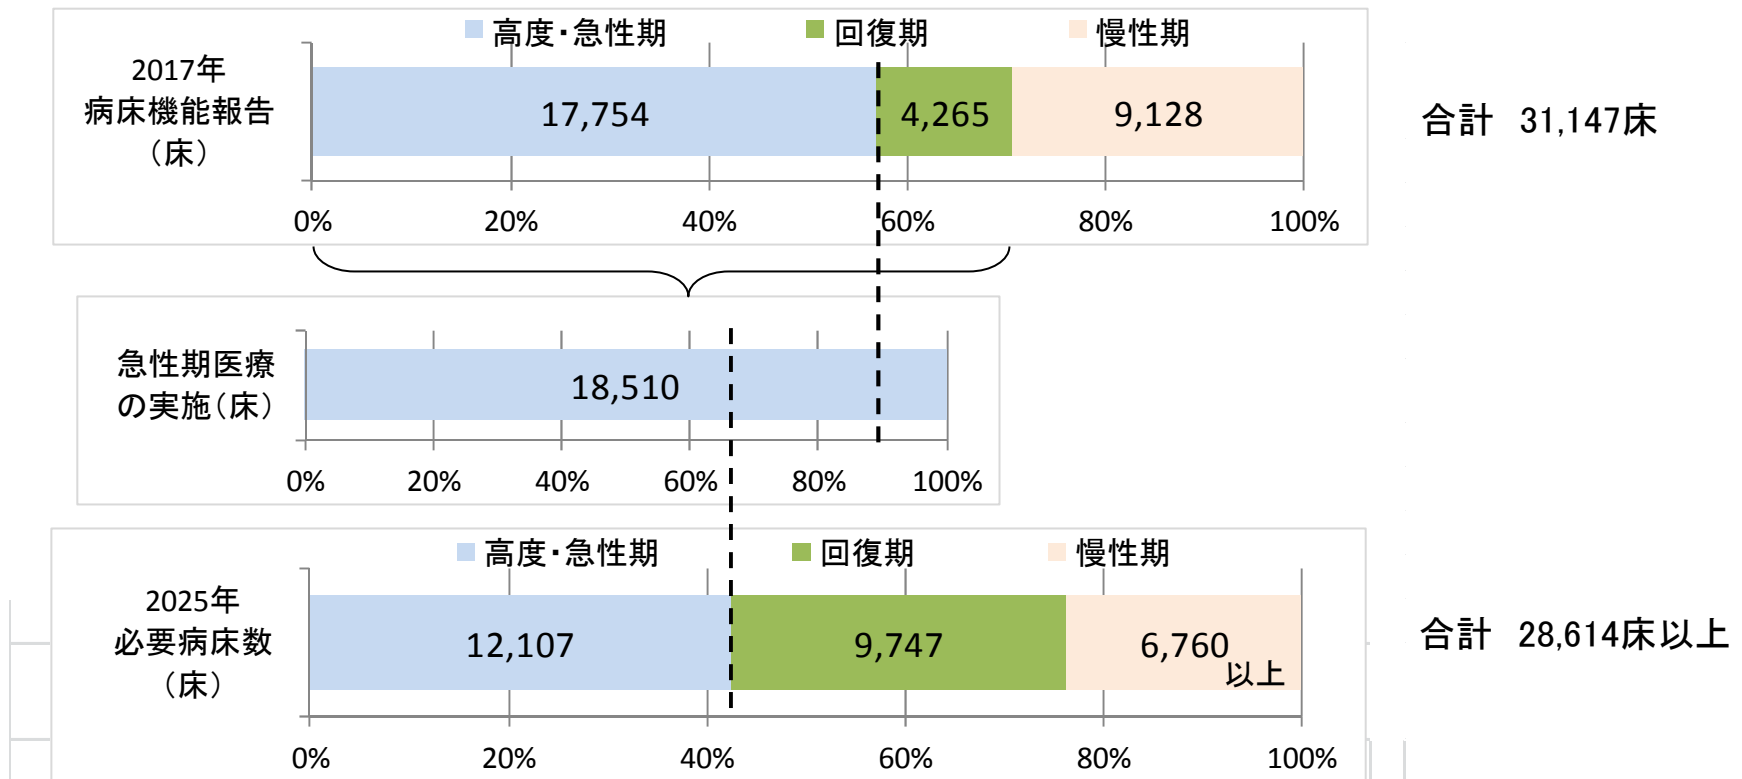 高度・急性期 回復期 慢性期
2017年
病床機能報告
（床）
17,754 4,265 9,128
合計 31,147床
0% 20% 40% 60% 80% 100%
急性期医療
の実施（床）
18,510
0% 20% 40% 60% 80% 100%
高度・急性期 回復期 慢性期
2025年
必要病床数
（床）
12,107 9,747 6,760
以上
合計 28,614床以上
0% 20% 40% 60% 80% 100%